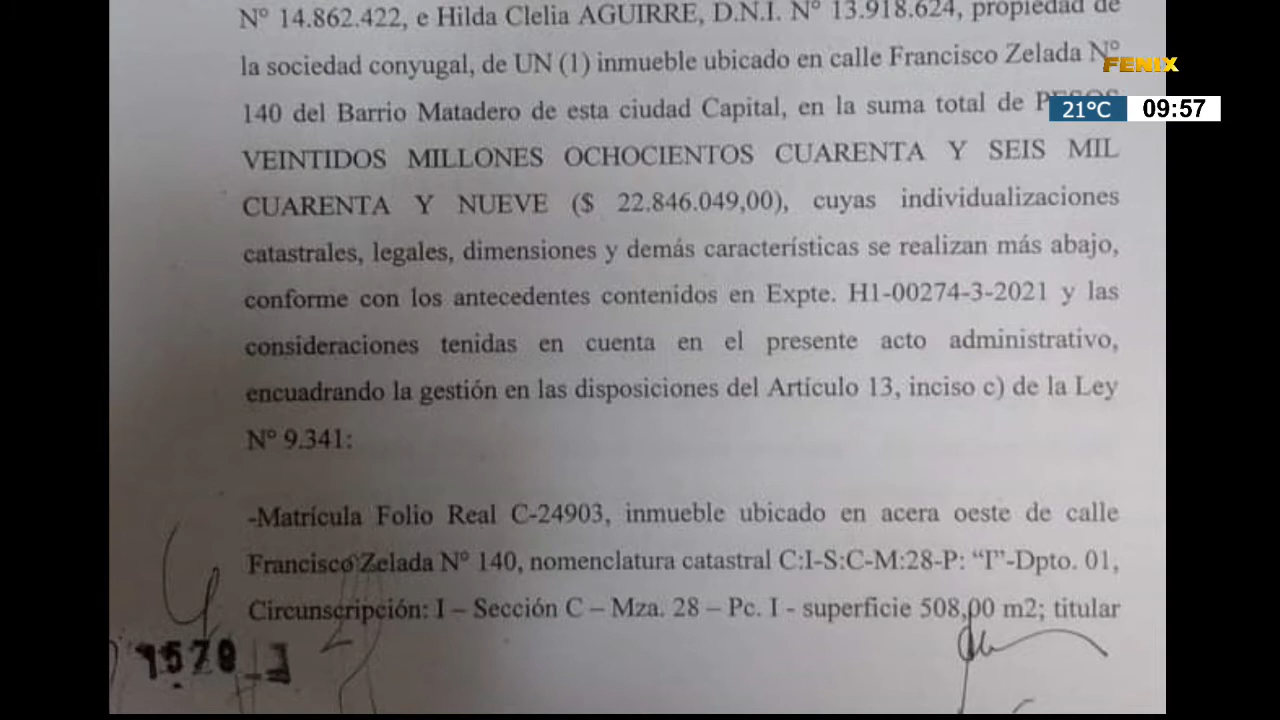 Nº 14.862.422, e Hilda Clelia AGUIRRE, D.N.I. Nº 13.918.624, propiedad de
la sociedad conyugal, de UN (1) inmueble ubicado en calle Francisco Zelada Nº
FENIX
140 del Barrio Matadero de esta ciudad Capital, en la suma total de PESOS
21°C 09:57
VEINTIDOS MILLONES OCHOCIENTOS CUARENTA Y SEIS MIL
CUARENTA Y NUEVE ($ 22.846.049,00), cuyas individualizaciones
catastrales, legales, dimensiones y demás características se realizan más abajo,
conforme con los antecedentes contenidos en Expte. H1-00274-3-2021 y las
consideraciones tenidas en cuenta en el presente acto administrativo,
encuadrando la gestión en las disposiciones del Artículo 13, inciso c) de la Ley
Nº 9.341:
-Matrícula Folio Real C-24903, inmueble ubicado en acera oeste de calle
Francisco Zelada Nº 140, nomenclatura catastral C:I-S:C-M:28-P: “I”-Dpto. 01,
Circunscripción: I – Sección C – Mza. 28 – Pc. I - superficie 508,00 m2; titular